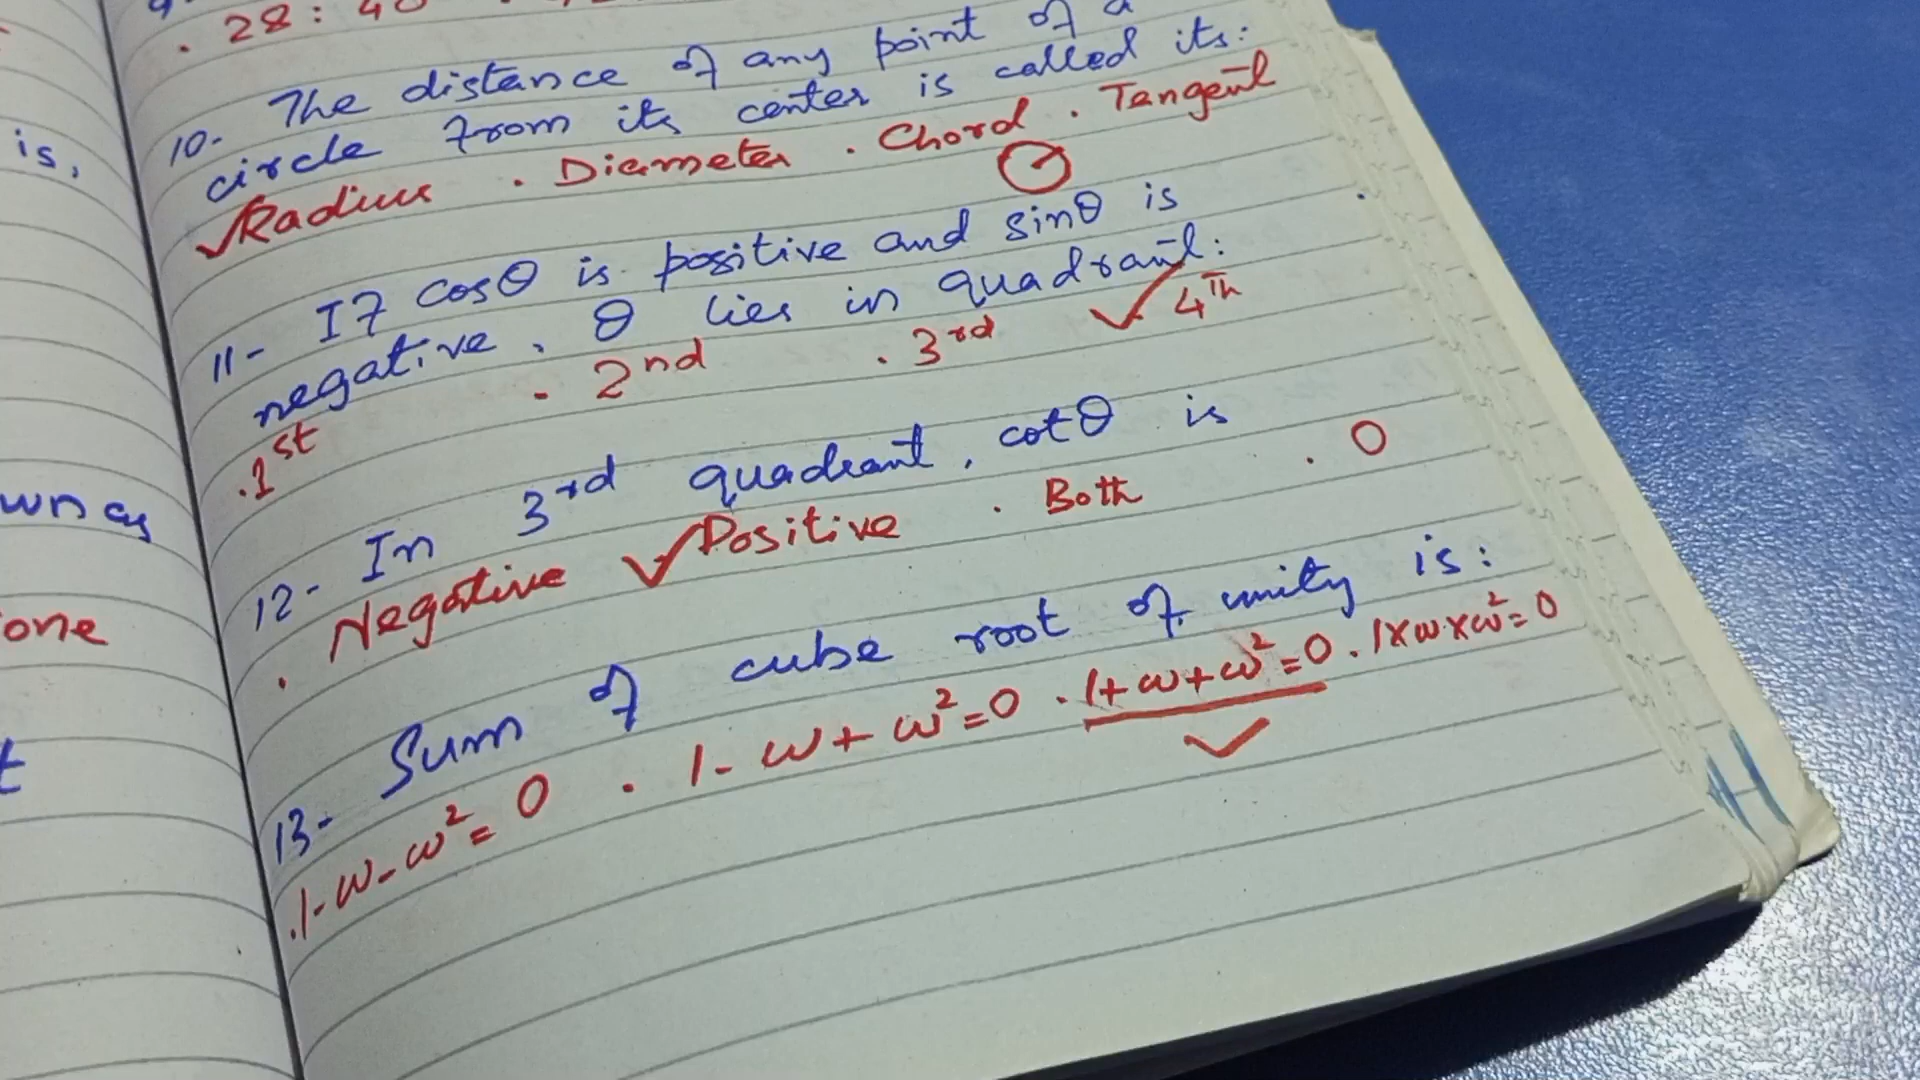 is,
wn as
one
t
. 28 : 40
10- The distance of any point of a
circle from its center is called its:
✓Radius . Diameter . Chord . Tangent
11- If cosθ is positive and sinθ is
negative, θ lies in quadrant:
.1st . 2nd . 3rd ✓ 4th
12- In 3rd quadrant, cotθ is
. Negative ✓Positive . Both . 0
13- Sum of cube root of unity is:
.1-ω-ω²=0 . 1-ω+ω²=0 . 1+ω+ω²=0 . 1×ω×ω²=0